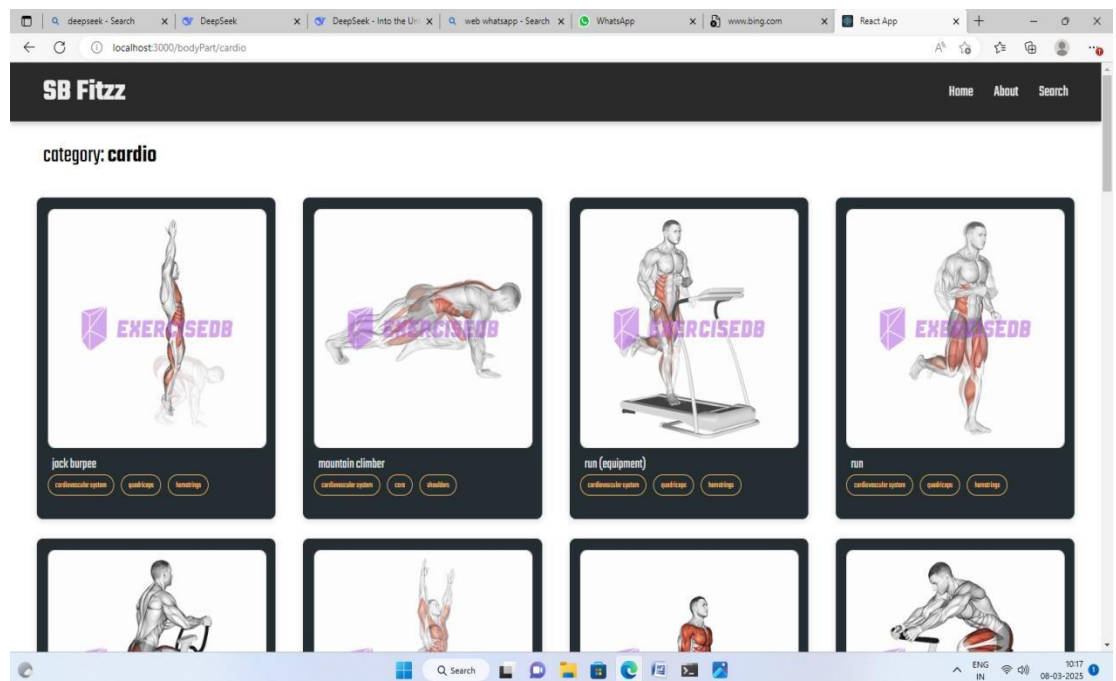 deepseek - Search
DeepSeek
DeepSeek - Into the Un
web whatsapp - Search
WhatsApp
www.bing.com
React App
localhost:3000/bodyPart/cardio
SB Fitzz
Home About Search
category: cardio
EXERCISEDB
EXERCISEDB
EXERCISEDB
EXERCISEDB
jack burpee
cardiovascular system quadriceps hamstrings
mountain climber
cardiovascular system core shoulders
run (equipment)
cardiovascular system quadriceps hamstrings
run
cardiovascular system quadriceps hamstrings
Search
ENG
IN
10:17
08-03-2025
1